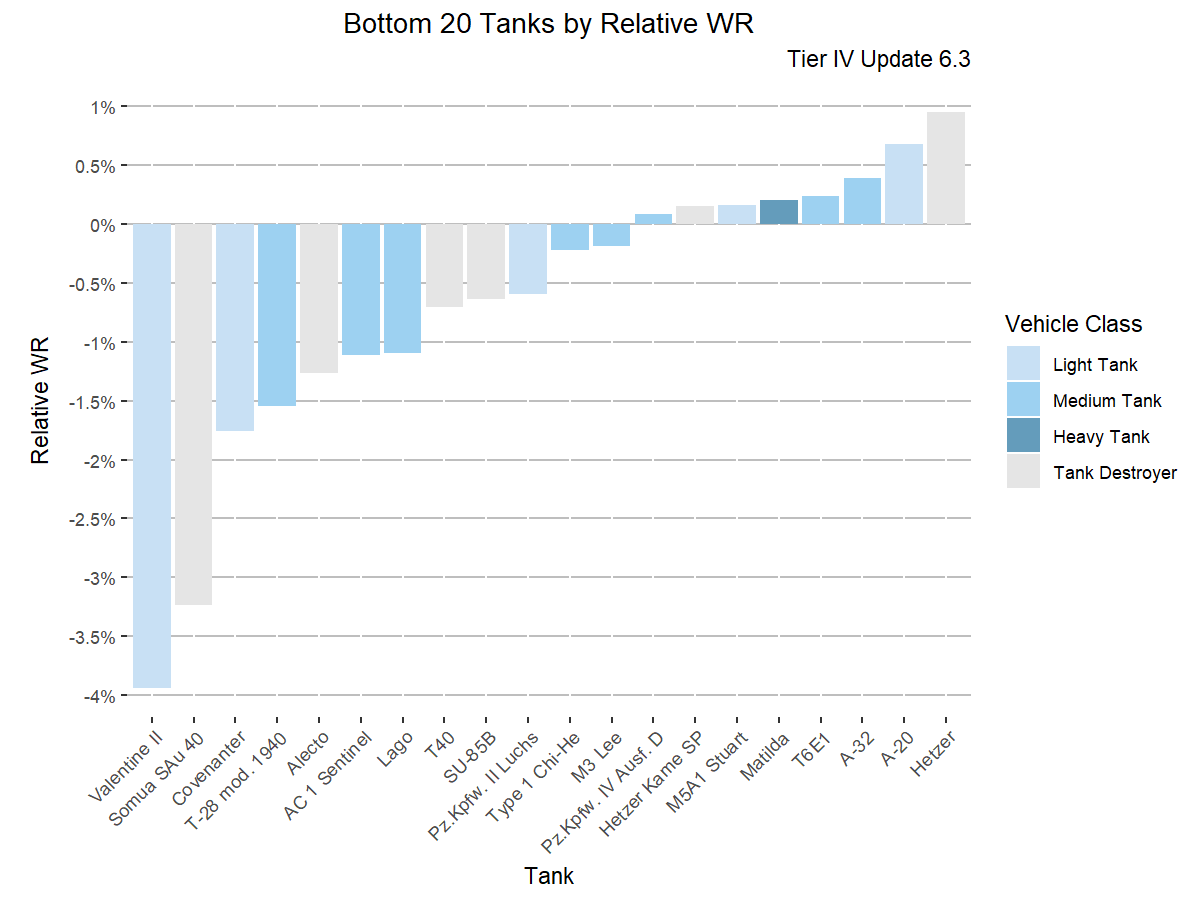 Bottom 20 Tanks by Relative WR
Tier IV Update 6.3
1%
0.5%
0%
-0.5%
-1%
-1.5%
-2%
-2.5%
-3%
-3.5%
-4%
Relative WR
Valentine II
Somua SAu 40
Covenanter
T-28 mod. 1940
Alecto
AC 1 Sentinel
Lago
T40
SU-85B
Pz.Kpfw. II Luchs
Type 1 Chi-He
M3 Lee
Pz.Kpfw. IV Ausf. D
Hetzer Kame SP
M5A1 Stuart
Matilda
T6E1
A-32
A-20
Hetzer
Tank
Vehicle Class
Light Tank
Medium Tank
Heavy Tank
Tank Destroyer